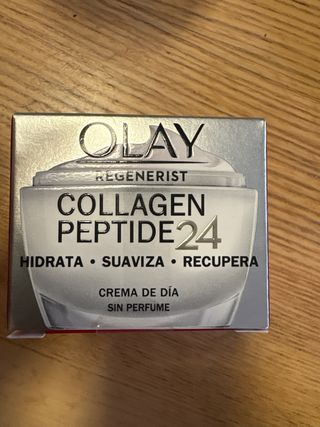 OLAY
REGENERIST
COLLAGEN
PEPTIDE24
HIDRATA • SUAVIZA • RECUPERA
CREMA DE DÍA
SIN PERFUME